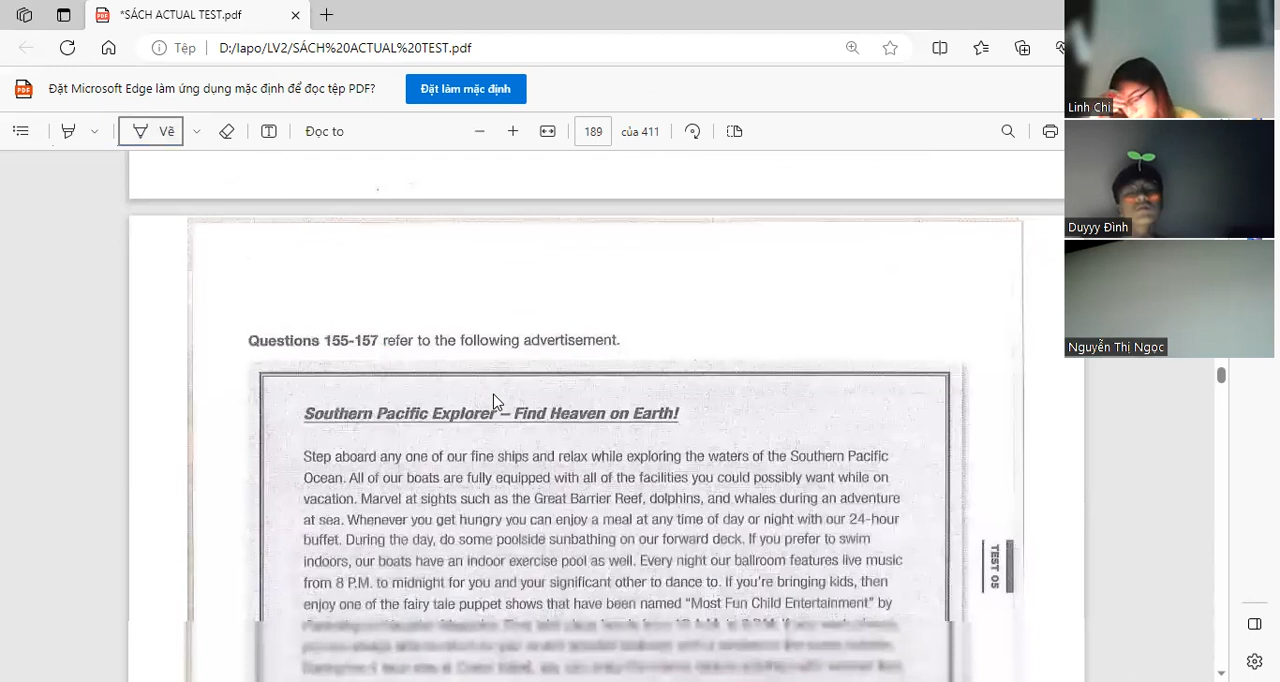 *SÁCH ACTUAL TEST.pdf
Tệp D:/lapo/LV2/SÁCH%20ACTUAL%20TEST.pdf
Đặt Microsoft Edge làm ứng dụng mặc định để đọc tệp PDF?
Đặt làm mặc định
Vẽ
Đọc to
189 của 411
Linh Chi
Duyyy Đình
Nguyễn Thị Ngọc
Questions 155-157 refer to the following advertisement.
Southern Pacific Explorer – Find Heaven on Earth!
Step aboard any one of our fine ships and relax while exploring the waters of the Southern Pacific
Ocean. All of our boats are fully equipped with all of the facilities you could possibly want while on
vacation. Marvel at sights such as the Great Barrier Reef, dolphins, and whales during an adventure
at sea. Whenever you get hungry you can enjoy a meal at any time of day or night with our 24-hour
buffet. During the day, do some poolside sunbathing on our forward deck. If you prefer to swim
indoors, our boats have an indoor exercise pool as well. Every night our ballroom features live music
from 8 P.M. to midnight for you and your significant other to dance to. If you're bringing kids, then
enjoy one of the fairy tale puppet shows that have been named "Most Fun Child Entertainment" by
TEST 05